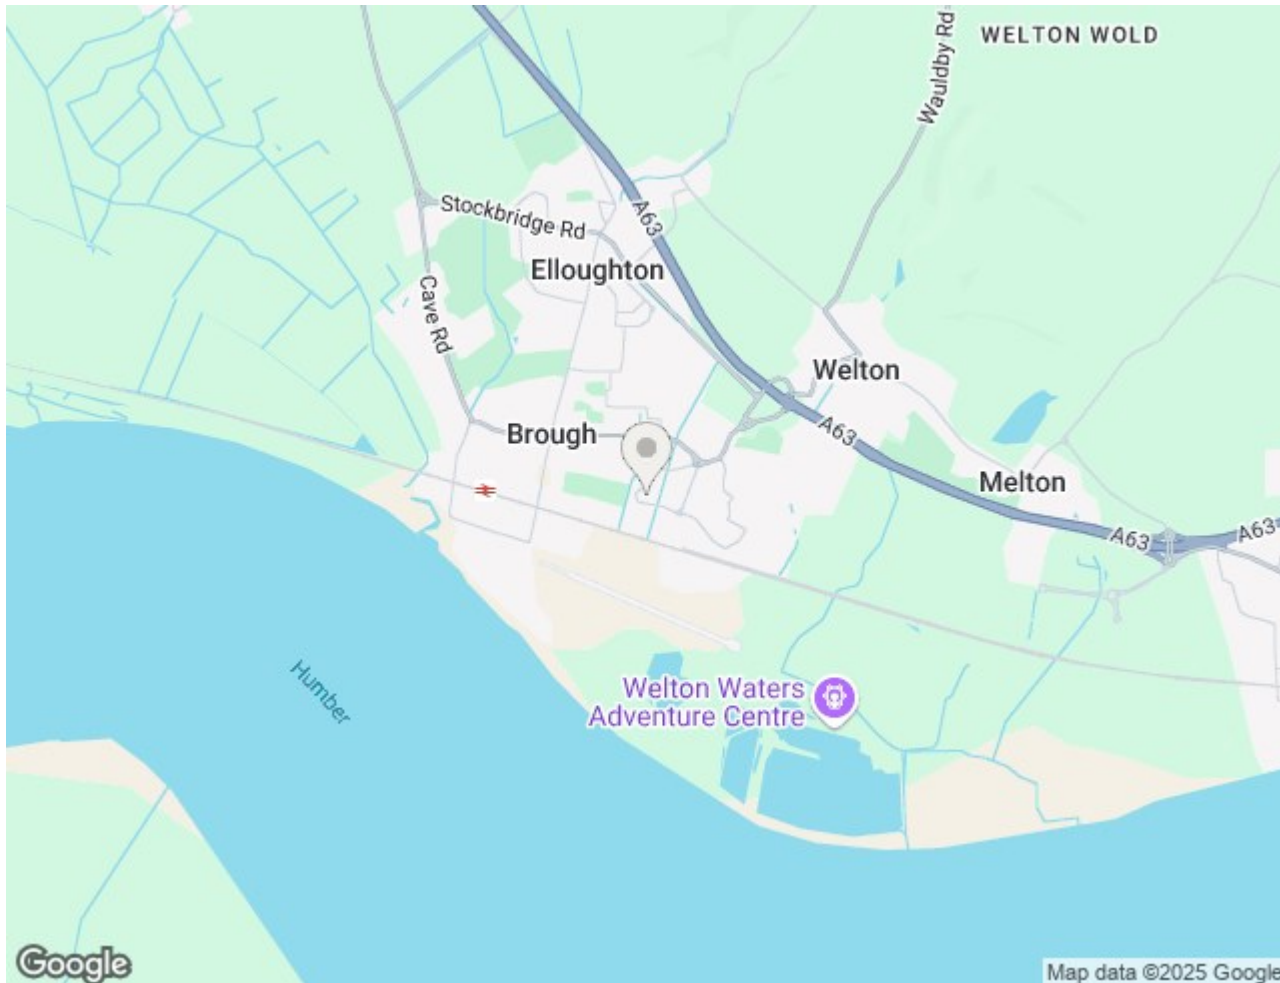 WELTON WOLD
Wauldby Rd
Stockbridge Rd
A63
Elloughton
Cave Rd
Welton
Brough
A63
Melton
A63
A63
Humber
Welton Waters
Adventure Centre
Google
Map data ©2025 Google